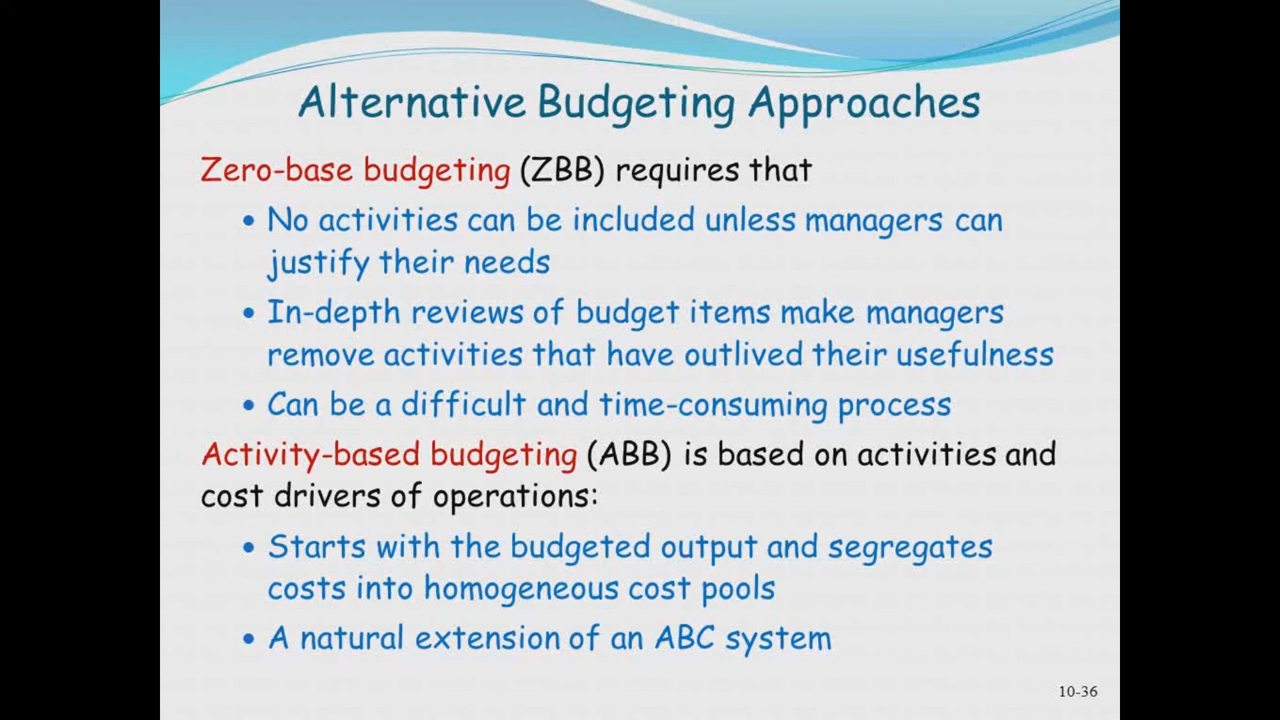 Alternative Budgeting Approaches
Zero-base budgeting (ZBB) requires that
• No activities can be included unless managers can
justify their needs
• In-depth reviews of budget items make managers
remove activities that have outlived their usefulness
• Can be a difficult and time-consuming process
Activity-based budgeting (ABB) is based on activities and
cost drivers of operations:
• Starts with the budgeted output and segregates
costs into homogeneous cost pools
• A natural extension of an ABC system
10-36